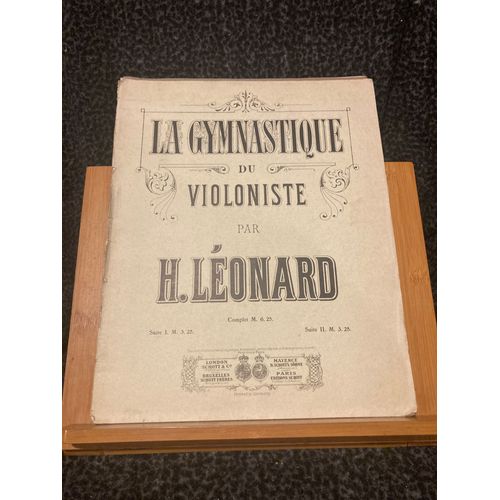 LA GYMNASTIQUE
DU
VIOLONISTE
PAR
H. LÉONARD
Complet M. 6. 25.
Suite I. M. 3. 25.
Suite II. M. 3. 25.
LONDON
SCHOTT & Co
MAYENCE
B. SCHOTT'S SÖHNE
BRUXELLES
SCHOTT FRÈRES
PARIS
EDITIONS SCHOTT